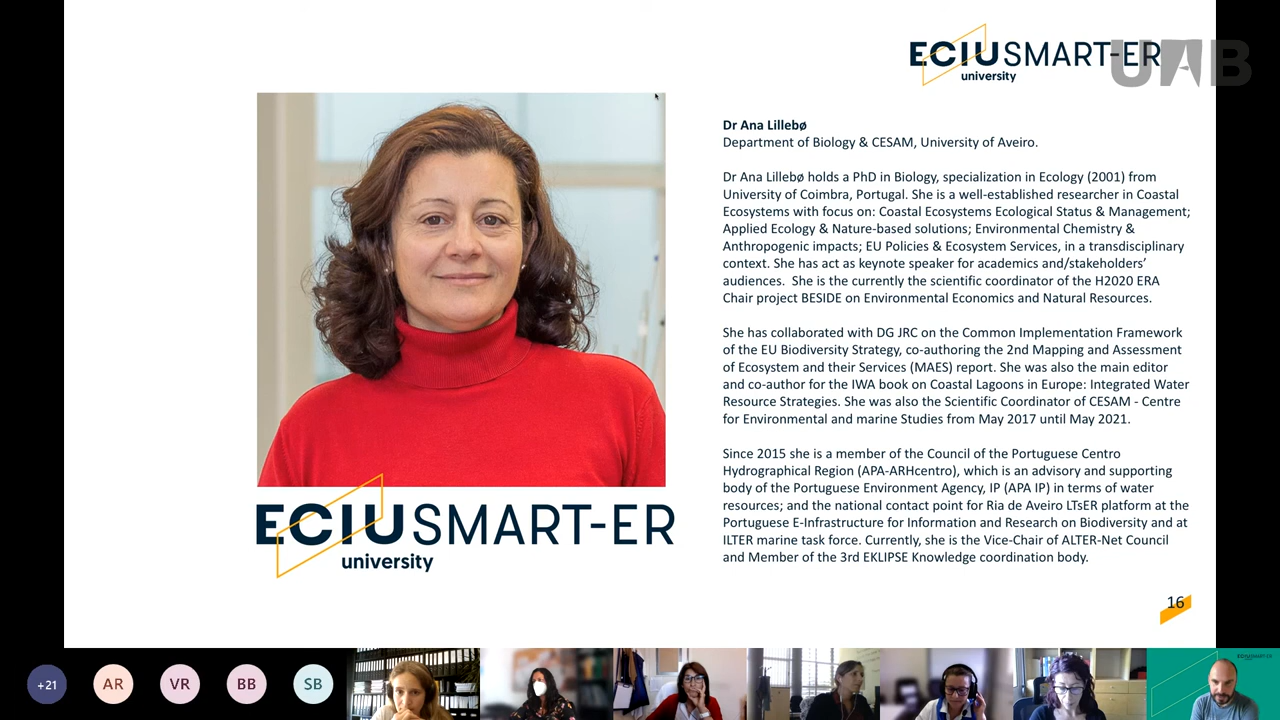 ECIUSMART-ER
university
UAB
Dr Ana Lillebø
Department of Biology & CESAM, University of Aveiro.
Dr Ana Lillebø holds a PhD in Biology, specialization in Ecology (2001) from
University of Coimbra, Portugal. She is a well-established researcher in Coastal
Ecosystems with focus on: Coastal Ecosystems Ecological Status & Management;
Applied Ecology & Nature-based solutions; Environmental Chemistry &
Anthropogenic impacts; EU Policies & Ecosystem Services, in a transdisciplinary
context. She has act as keynote speaker for academics and/stakeholders’
audiences. She is the currently the scientific coordinator of the H2020 ERA
Chair project BESIDE on Environmental Economics and Natural Resources.
She has collaborated with DG JRC on the Common Implementation Framework
of the EU Biodiversity Strategy, co-authoring the 2nd Mapping and Assessment
of Ecosystem and their Services (MAES) report. She was also the main editor
and co-author for the IWA book on Coastal Lagoons in Europe: Integrated Water
Resource Strategies. She was also the Scientific Coordinator of CESAM - Centre
for Environmental and marine Studies from May 2017 until May 2021.
Since 2015 she is a member of the Council of the Portuguese Centro
Hydrographical Region (APA-ARHcentro), which is an advisory and supporting
body of the Portuguese Environment Agency, IP (APA IP) in terms of water
resources; and the national contact point for Ria de Aveiro LTsER platform at the
Portuguese E-Infrastructure for Information and Research on Biodiversity and at
ILTER marine task force. Currently, she is the Vice-Chair of ALTER-Net Council
and Member of the 3rd EKLIPSE Knowledge coordination body.
ECIUSMART-ER
university
16
+21
AR
VR
BB
SB
ECIUSMART-ER